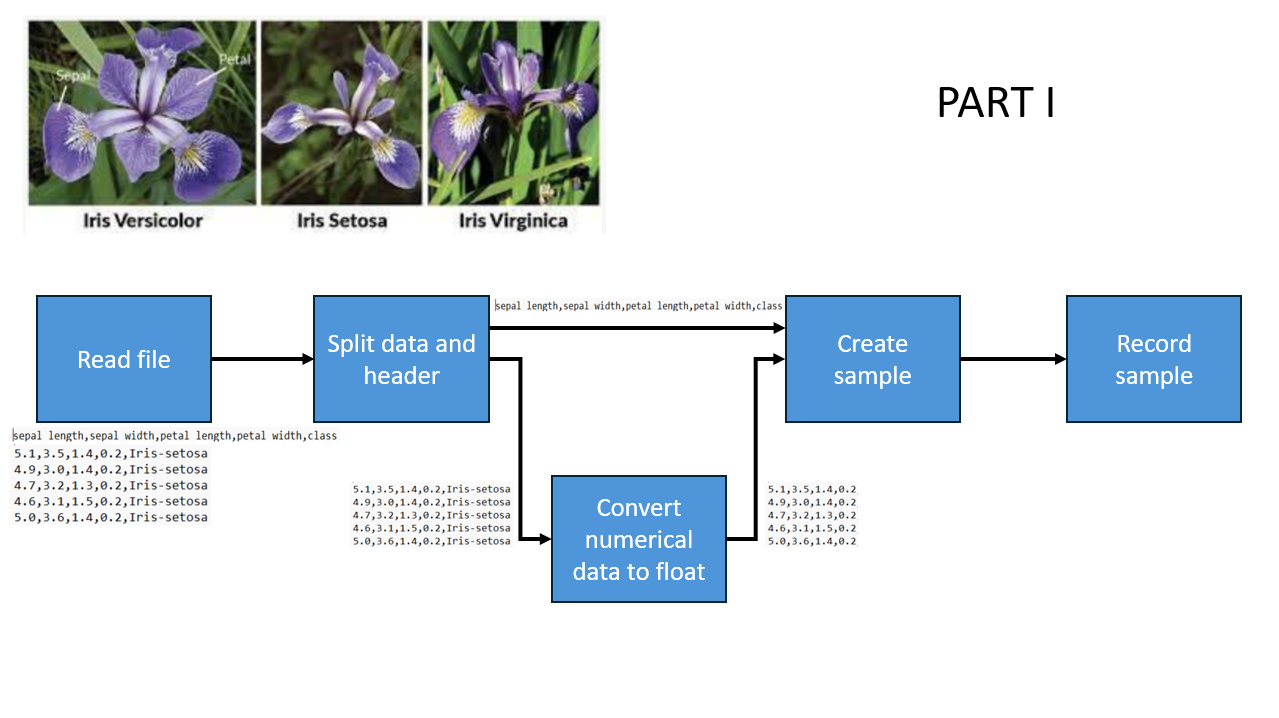 Sepal
Petal
Iris Versicolor
Iris Setosa
Iris Virginica
PART I
Read file
Split data and
header
sepal length,sepal width,petal length,petal width,class
Create
sample
Record
sample
sepal length,sepal width,petal length,petal width,class
5.1,3.5,1.4,0.2,Iris-setosa
4.9,3.0,1.4,0.2,Iris-setosa
4.7,3.2,1.3,0.2,Iris-setosa
4.6,3.1,1.5,0.2,Iris-setosa
5.0,3.6,1.4,0.2,Iris-setosa
5.1,3.5,1.4,0.2,Iris-setosa
4.9,3.0,1.4,0.2,Iris-setosa
4.7,3.2,1.3,0.2,Iris-setosa
4.6,3.1,1.5,0.2,Iris-setosa
5.0,3.6,1.4,0.2,Iris-setosa
Convert
numerical
data to float
5.1,3.5,1.4,0.2
4.9,3.0,1.4,0.2
4.7,3.2,1.3,0.2
4.6,3.1,1.5,0.2
5.0,3.6,1.4,0.2